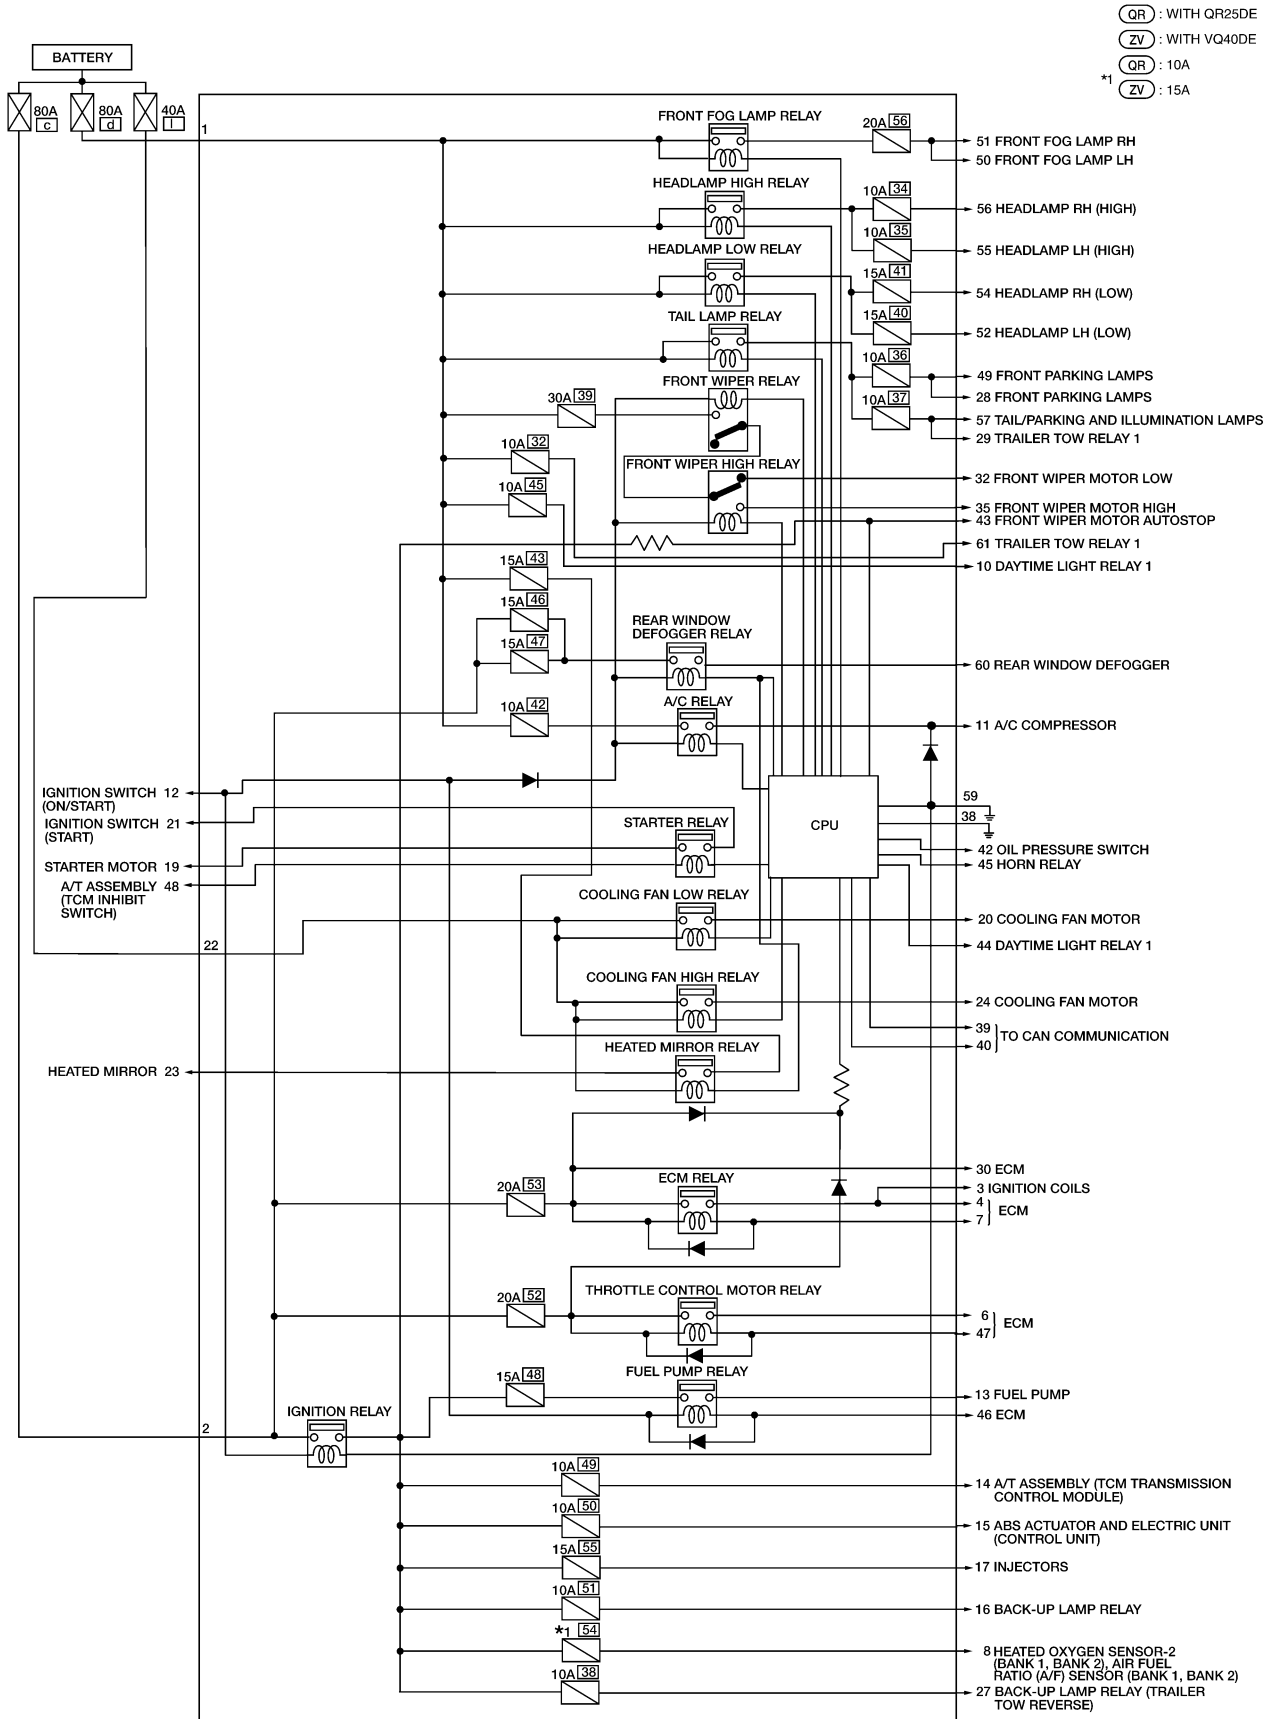 QR : WITH QR25DE
ZV : WITH VQ40DE
QR : 10A
*1
ZV : 15A
BATTERY
80A c
80A d
40A I
1
FRONT FOG LAMP RELAY
20A 56
51 FRONT FOG LAMP RH
50 FRONT FOG LAMP LH
HEADLAMP HIGH RELAY
10A 34
56 HEADLAMP RH (HIGH)
10A 35
55 HEADLAMP LH (HIGH)
HEADLAMP LOW RELAY
15A 41
54 HEADLAMP RH (LOW)
TAIL LAMP RELAY
15A 40
52 HEADLAMP LH (LOW)
10A 36
49 FRONT PARKING LAMPS
28 FRONT PARKING LAMPS
FRONT WIPER RELAY
30A 39
10A 37
57 TAIL/PARKING AND ILLUMINATION LAMPS
29 TRAILER TOW RELAY 1
10A 32
FRONT WIPER HIGH RELAY
32 FRONT WIPER MOTOR LOW
10A 45
35 FRONT WIPER MOTOR HIGH
43 FRONT WIPER MOTOR AUTOSTOP
61 TRAILER TOW RELAY 1
15A 43
10 DAYTIME LIGHT RELAY 1
15A 46
REAR WINDOW
DEFOGGER RELAY
15A 47
60 REAR WINDOW DEFOGGER
10A 42
A/C RELAY
11 A/C COMPRESSOR
IGNITION SWITCH 12
(ON/START)
59
IGNITION SWITCH 21
(START)
STARTER RELAY
CPU
38
42 OIL PRESSURE SWITCH
STARTER MOTOR 19
45 HORN RELAY
A/T ASSEMBLY 48
(TCM INHIBIT
SWITCH)
COOLING FAN LOW RELAY
20 COOLING FAN MOTOR
22
44 DAYTIME LIGHT RELAY 1
COOLING FAN HIGH RELAY
24 COOLING FAN MOTOR
39
TO CAN COMMUNICATION
40
HEATED MIRROR RELAY
HEATED MIRROR 23
30 ECM
20A 53
ECM RELAY
3 IGNITION COILS
4
ECM
7
THROTTLE CONTROL MOTOR RELAY
20A 52
6
ECM
47
FUEL PUMP RELAY
15A 48
13 FUEL PUMP
46 ECM
IGNITION RELAY
2
10A 49
14 A/T ASSEMBLY (TCM TRANSMISSION
CONTROL MODULE)
10A 50
15 ABS ACTUATOR AND ELECTRIC UNIT
(CONTROL UNIT)
15A 55
17 INJECTORS
10A 51
16 BACK-UP LAMP RELAY
*1 54
8 HEATED OXYGEN SENSOR-2
(BANK 1, BANK 2), AIR FUEL
RATIO (A/F) SENSOR (BANK 1, BANK 2)
10A 38
27 BACK-UP LAMP RELAY (TRAILER
TOW REVERSE)